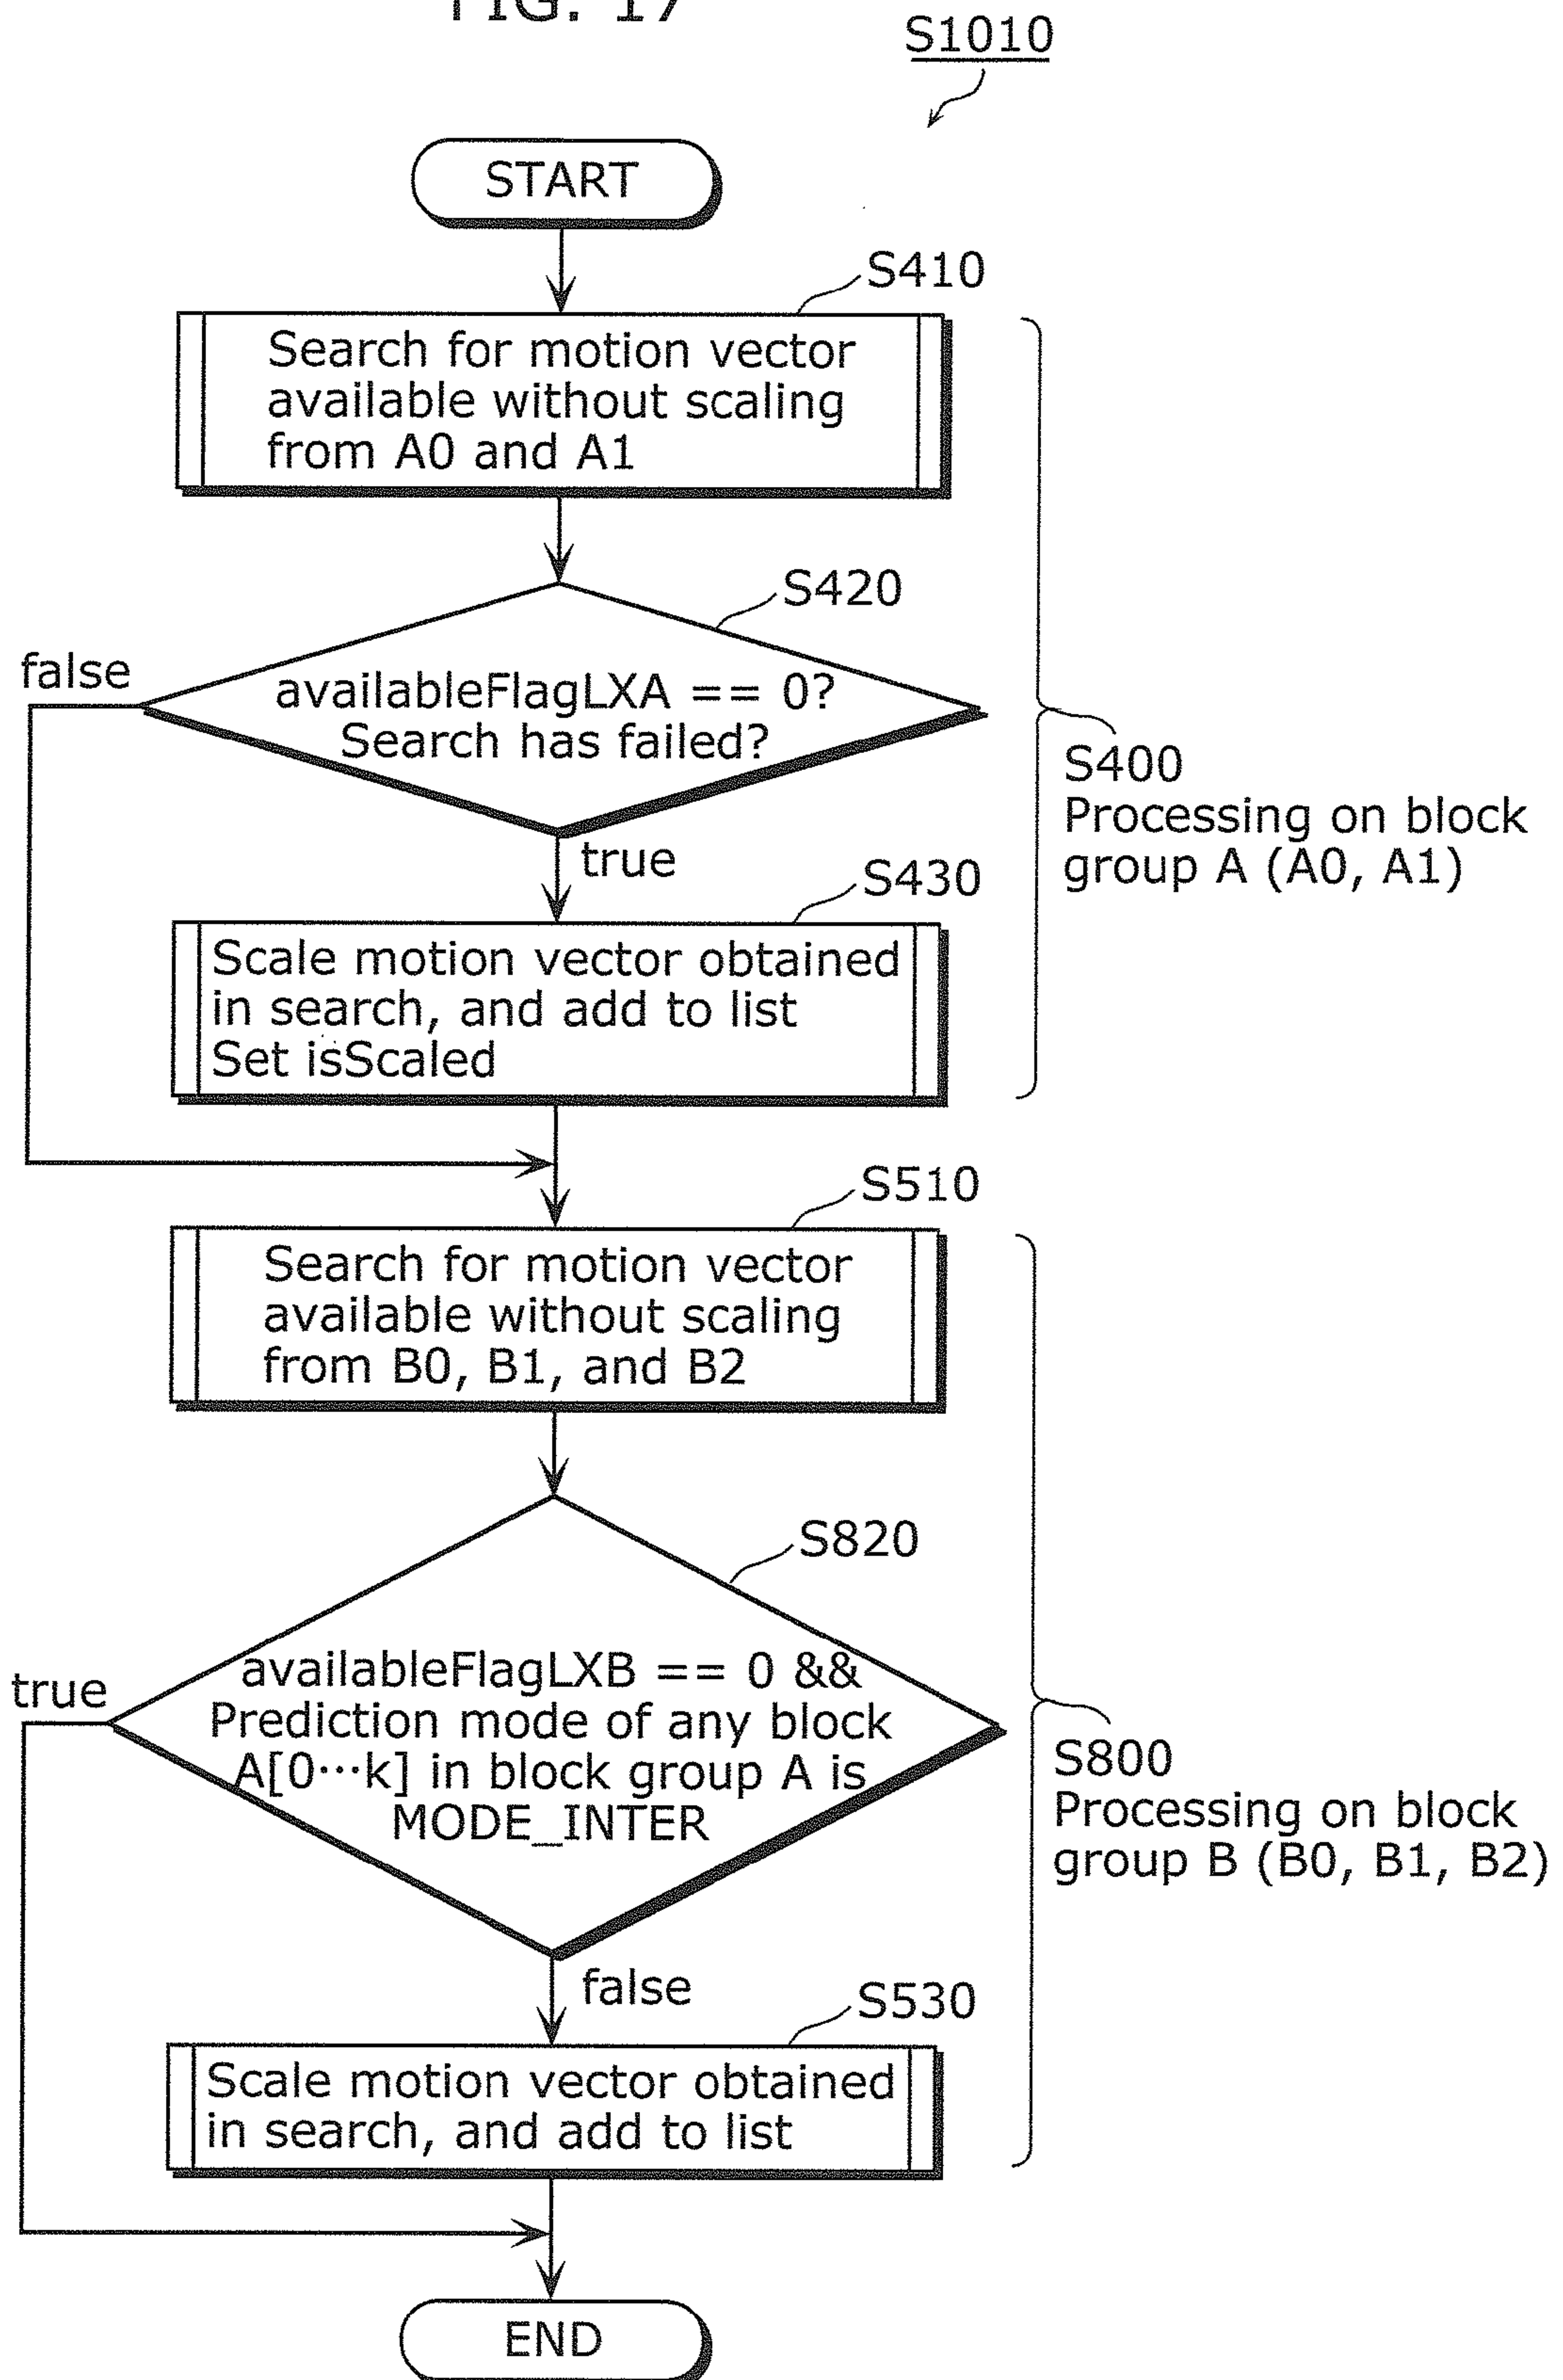 FIG. 17
S1010
START
S410
Search for motion vector
available without scaling
from A0 and A1
S420
false
availableFlagLXA == 0?
Search has failed?
true
S400
Processing on block
group A (A0, A1)
S430
Scale motion vector obtained
in search, and add to list
Set isScaled
S510
Search for motion vector
available without scaling
from B0, B1, and B2
S820
true
availableFlagLXB == 0 &&
Prediction mode of any block
A[0···k] in block group A is
MODE_INTER
S800
Processing on block
group B (B0, B1, B2)
false
S530
Scale motion vector obtained
in search, and add to list
END